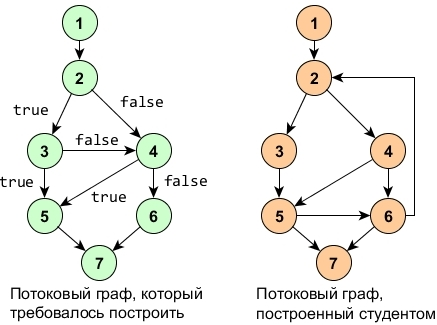 1
2
true
false
3
false
4
true
true
false
5
6
7
Потоковый граф, который
требовалось построить
1
2
3
4
5
6
7
Потоковый граф,
построенный студентом